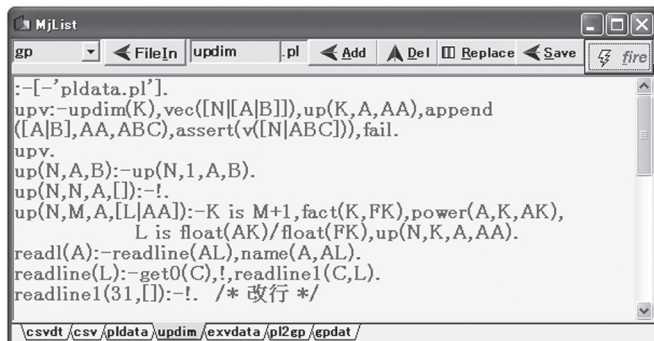 MjList
gp FileIn updim .pl Add Del Replace Save fire
:-[-'pldata.pl'].
upv:-updim(K),vec([N|[A|B]]),up(K,A,AA),append
([A|B],AA,ABC),assert(v([N|ABC])),fail.
upv.
up(N,A,B):-up(N,1,A,B).
up(N,N,A,[]):-!.
up(N,M,A,[L|AA]):-K is M+1,fact(K,FK),power(A,K,AK),
L is float(AK)/float(FK),up(N,K,A,AA).
readl(A):-readline(AL),name(A,AL).
readline(L):-get0(C),!,readline1(C,L).
readline1(31,[]):-!. /* 改行 */
csvdt csv pldata updim exvdata pl2gp gpdat